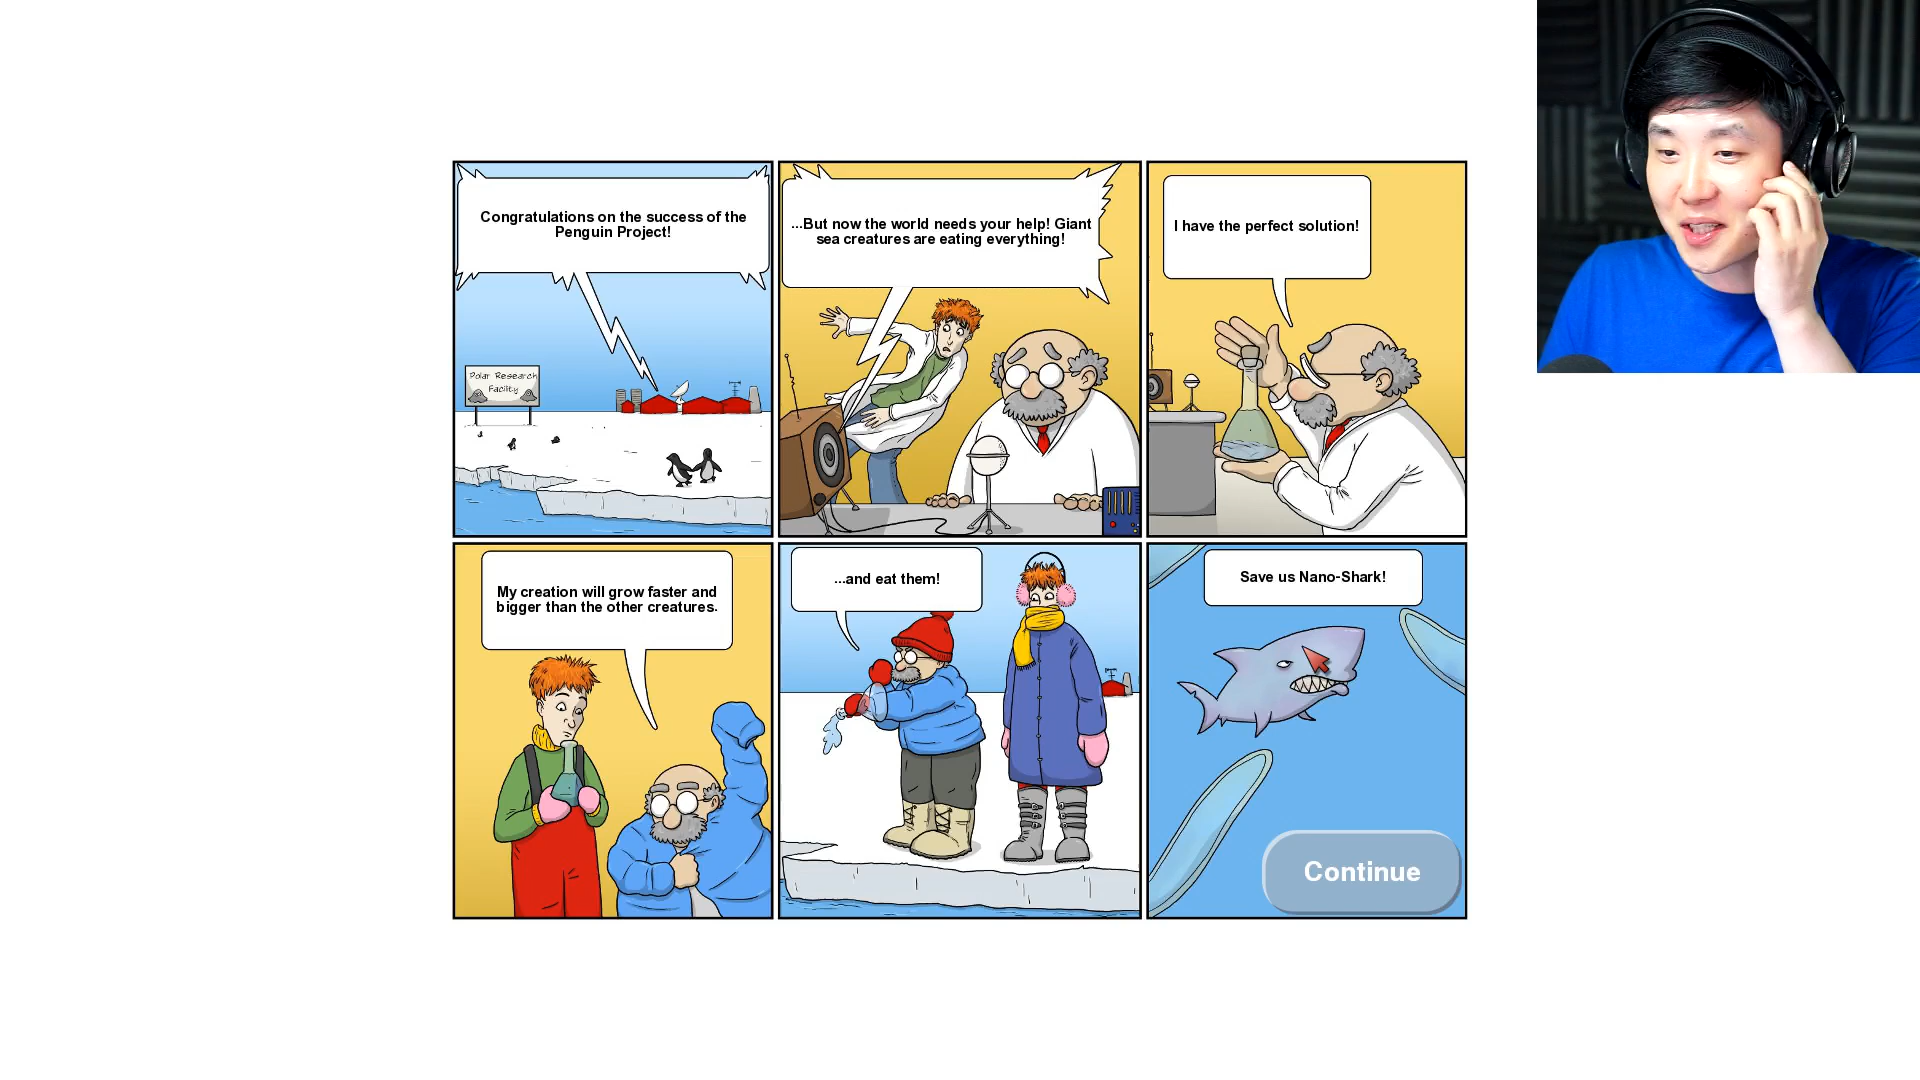 Congratulations on the success of the
Penguin Project!
Polar Research
Facility
...But now the world needs your help! Giant
sea creatures are eating everything!
I have the perfect solution!
My creation will grow faster and
bigger than the other creatures.
...and eat them!
Save us Nano-Shark!
Continue